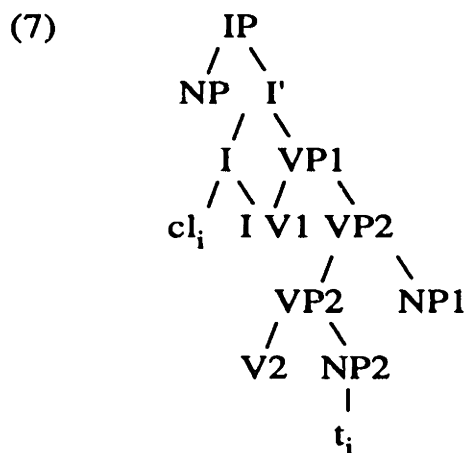 (7) IP
NP I'
I VP1
cl_i I V1 VP2
VP2 NP1
V2 NP2
t_i